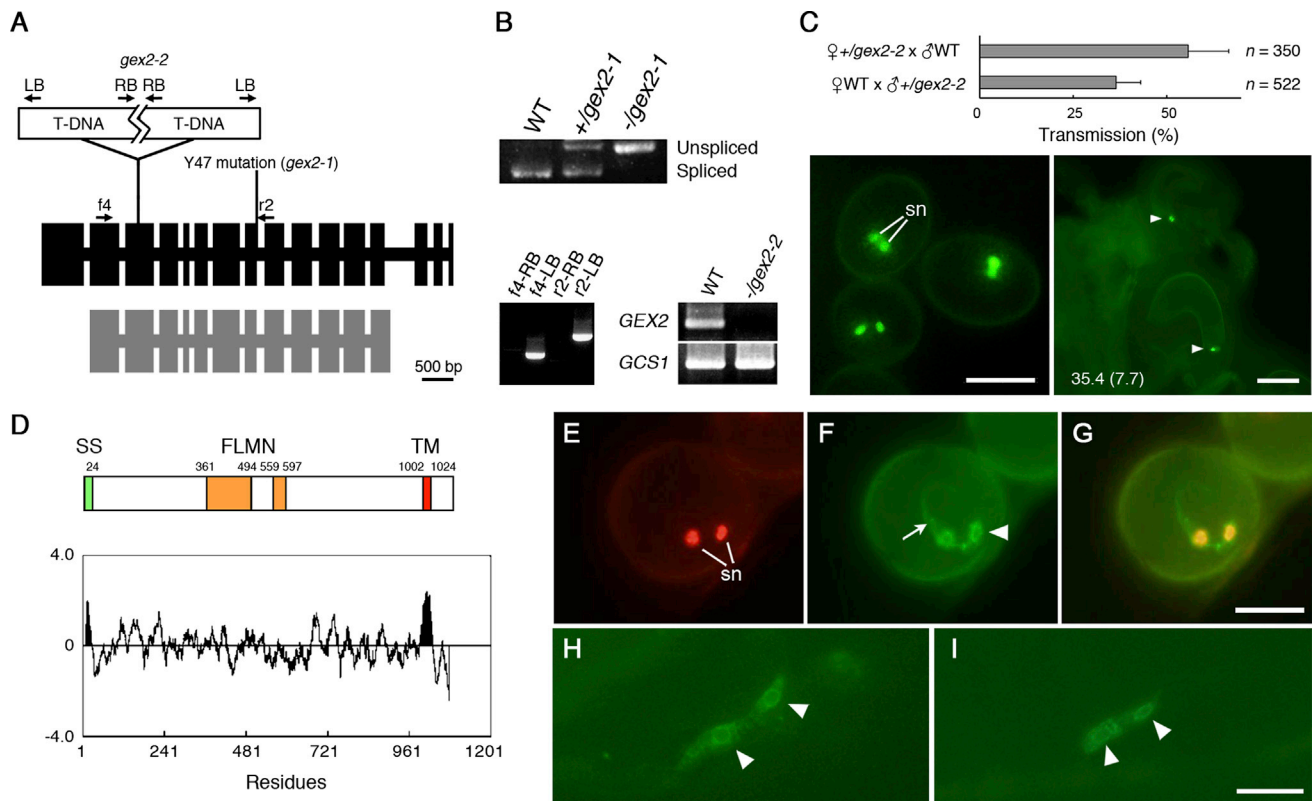 A
gex2-2
LB
RB
RB
LB
T-DNA
T-DNA
Y47 mutation (gex2-1)
f4
r2
500 bp
B
WT
+/gex2-1
-/gex2-1
Unspliced
Spliced
f4-RB
f4-LB
r2-RB
r2-LB
WT
-/gex2-2
GEX2
GCS1
C
♀+/gex2-2 x ♂WT
n = 350
♀WT x ♂+/gex2-2
n = 522
25
50
Transmission (%)
sn
35.4 (7.7)
D
SS
FLMN
TM
24
361
494
559
597
1002
1024
4.0
0
-4.0
1
241
481
721
961
1201
Residues
E
sn
F
G
H
I